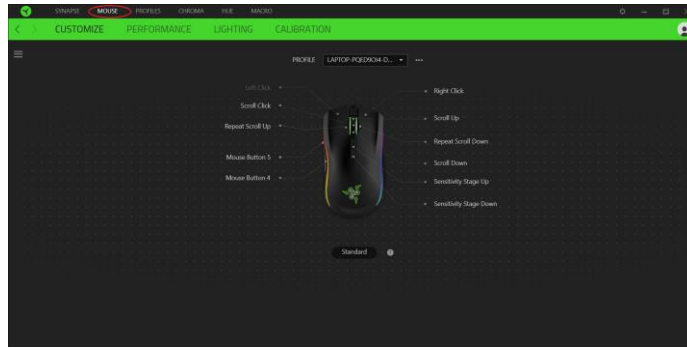 SYNAPSE MOUSE PROFILES CHROMA HUE MACRO
CUSTOMIZE PERFORMANCE LIGHTING CALIBRATION
PROFILE LAPTOP-PQED9OI4-D...
Left Click
Right Click
Scroll Click
Scroll Up
Repeat Scroll Up
Repeat Scroll Down
Mouse Button 5
Scroll Down
Mouse Button 4
Sensitivity Stage Up
Sensitivity Stage Down
Standard